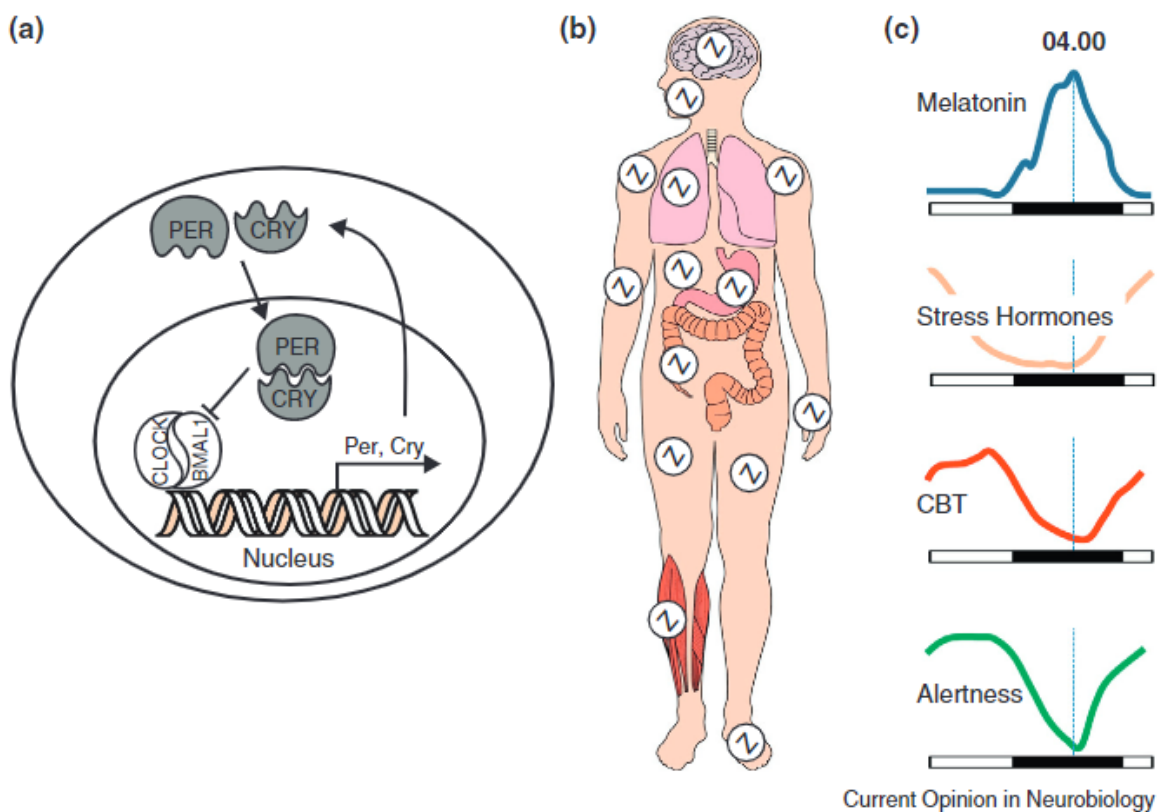 (a)
PER
CRY
PER
CRY
CLOCK
BMAL1
Per, Cry
Nucleus
(b)
Z
Z
Z
Z
Z
Z
Z
Z
Z
Z
Z
Z
Z
Z
(c)
04.00
Melatonin
Stress Hormones
CBT
Alertness
Current Opinion in Neurobiology